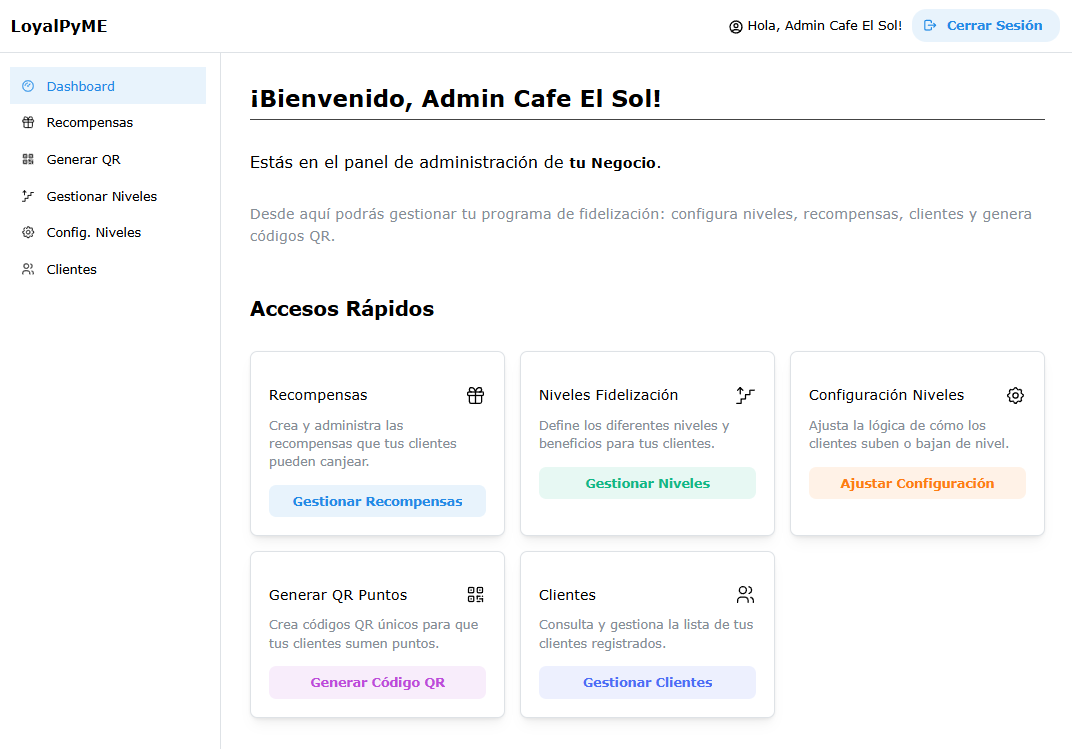 LoyalPyME
Hola, Admin Cafe El Sol!
Cerrar Sesión
Dashboard
Recompensas
Generar QR
Gestionar Niveles
Config. Niveles
Clientes
¡Bienvenido, Admin Cafe El Sol!
Estás en el panel de administración de tu Negocio.
Desde aquí podrás gestionar tu programa de fidelización: configura niveles, recompensas, clientes y genera
códigos QR.
Accesos Rápidos
Recompensas
Crea y administra las
recompensas que tus clientes
pueden canjear.
Gestionar Recompensas
Niveles Fidelización
Define los diferentes niveles y
beneficios para tus clientes.
Gestionar Niveles
Configuración Niveles
Ajusta la lógica de cómo los
clientes suben o bajan de nivel.
Ajustar Configuración
Generar QR Puntos
Crea códigos QR únicos para que
tus clientes sumen puntos.
Generar Código QR
Clientes
Consulta y gestiona la lista de tus
clientes registrados.
Gestionar Clientes